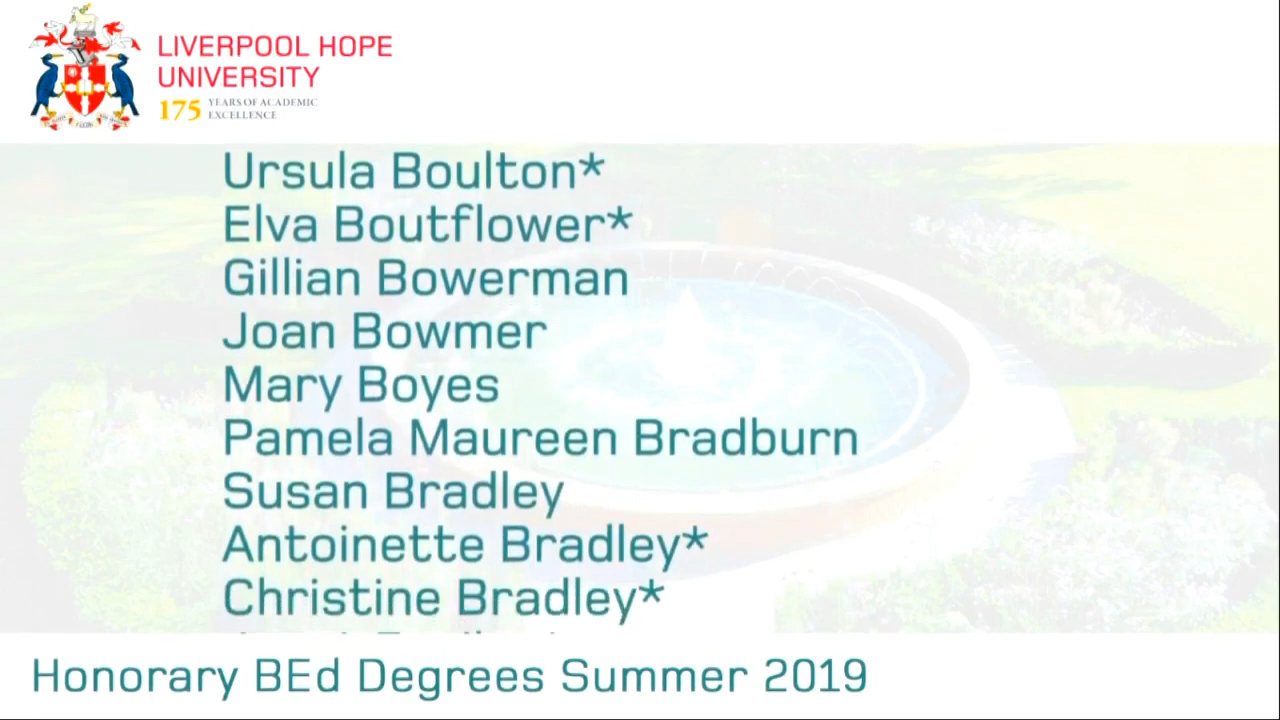 LIVERPOOL HOPE
UNIVERSITY
175 YEARS OF ACADEMIC
EXCELLENCE
Ursula Boulton*
Elva Boutflower*
Gillian Bowerman
Joan Bowmer
Mary Boyes
Pamela Maureen Bradburn
Susan Bradley
Antoinette Bradley*
Christine Bradley*
Honorary BEd Degrees Summer 2019